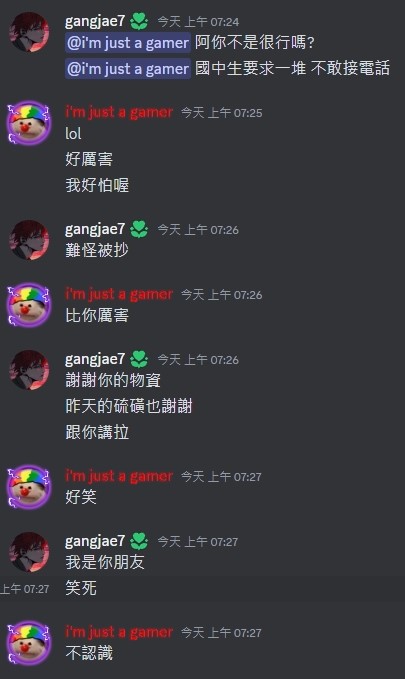 gangjae7 今天 上午 07:24
@i'm just a gamer 阿你不是很行嗎?
@i'm just a gamer 國中生要求一堆 不敢接電話
i'm just a gamer 今天 上午 07:25
lol
好厲害
我好怕喔
gangjae7 今天 上午 07:26
難怪被抄
i'm just a gamer 今天 上午 07:26
比你厲害
gangjae7 今天 上午 07:26
謝謝你的物資
昨天的硫磺也謝謝
跟你講拉
i'm just a gamer 今天 上午 07:27
好笑
gangjae7 今天 上午 07:27
我是你朋友
上午 07:27 笑死
i'm just a gamer 今天 上午 07:27
不認識